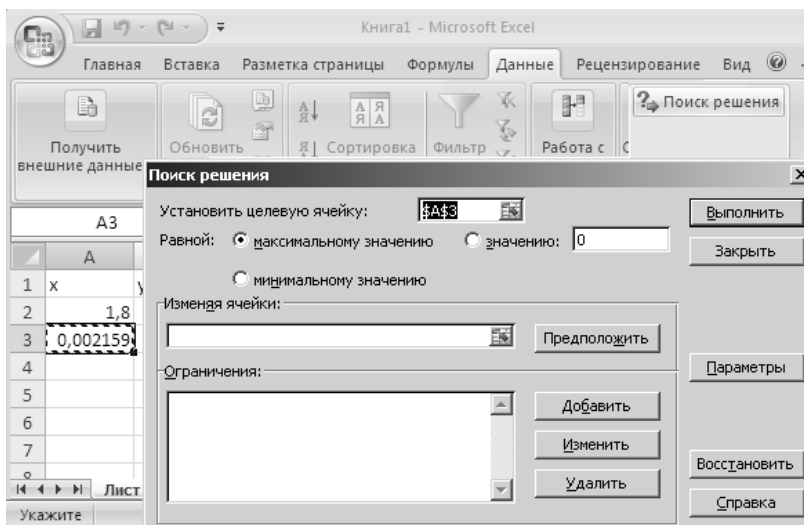 Книга1 - Microsoft Excel
Главная Вставка Разметка страницы Формулы Данные Рецензирование Вид
Поиск решения
Получить внешние данные
Обновить
Сортировка
Фильтр
Работа с
Поиск решения
A3
Установить целевую ячейку: $A$3
Выполнить
Равной: максимальному значению значению: 0
Закрыть
минимальному значению
A
1 x y
2 1,8
3 0,002159
4
5
6
7
Изменяя ячейки:
Предположить
Параметры
Ограничения:
Добавить
Изменить
Удалить
Восстановить
Справка
Лист
Укажите